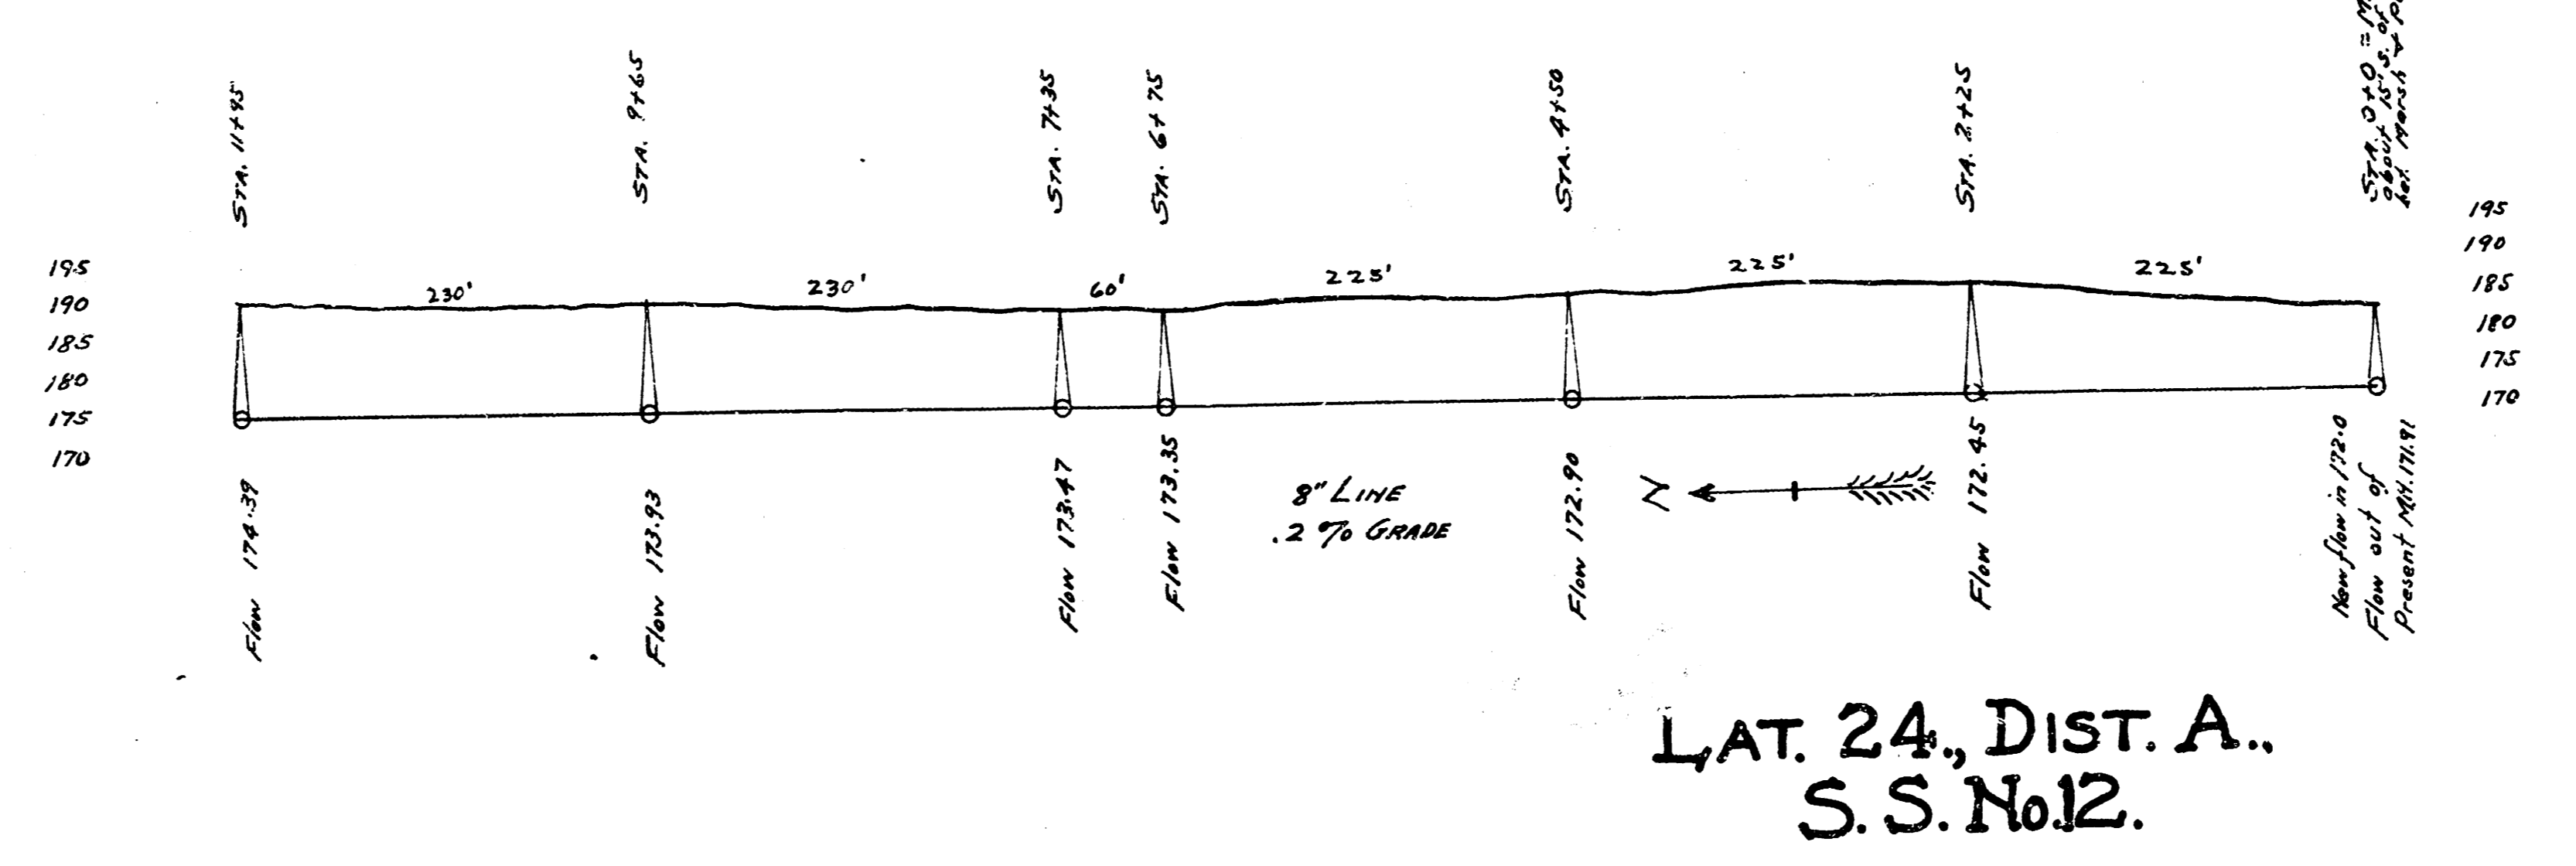 STA. 11+95
STA. 9+65
STA. 7+35
STA. 6+75
STA. 4+50
STA. 2+25
STA. 0+0 = M
about 15' S. of
bet. Marsh & P
195
190
185
180
175
170
195
190
185
180
175
170
230'
230'
60'
225'
225'
225'
Flow 174.39
Flow 173.93
Flow 173.47
Flow 173.35
8" LINE
.2 % GRADE
Flow 172.90
N
Flow 172.45
New flow in 172.0
Flow out of
Present M.H. 171.91
LAT. 24., DIST. A..
S. S. No.12.